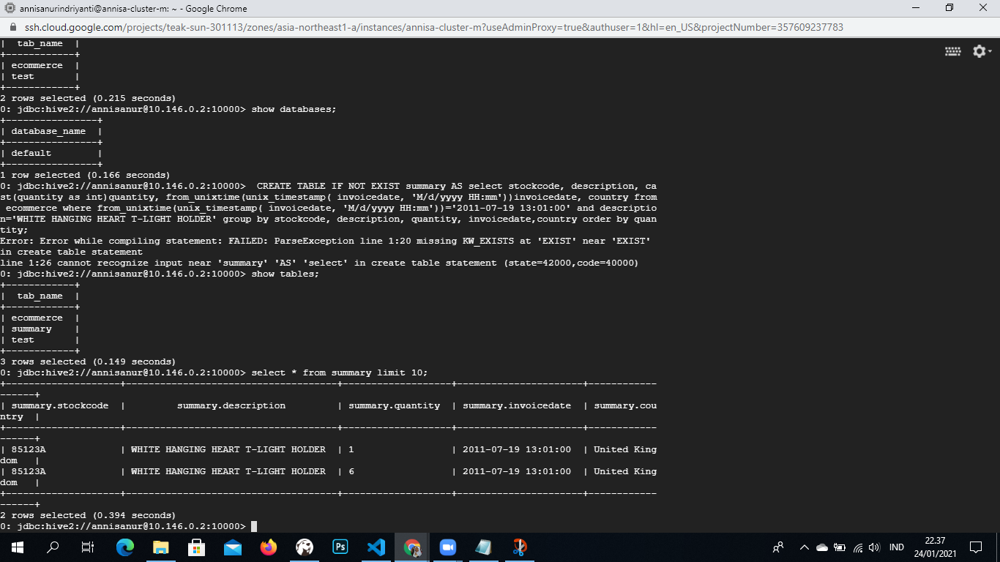 annisanurindriyanti@annisa-cluster-m: ~ - Google Chrome
ssh.cloud.google.com/projects/teak-sun-301113/zones/asia-northeast1-a/instances/annisa-cluster-m?useAdminProxy=true&authuser=1&hl=en_US&projectNumber=357609237783
|  tab_name  |
+------------+
| ecommerce  |
| test       |
+------------+
2 rows selected (0.215 seconds)
0: jdbc:hive2://annisanur@10.146.0.2:10000> show databases;
+----------------+
| database_name  |
+----------------+
| default        |
+----------------+
1 row selected (0.166 seconds)
0: jdbc:hive2://annisanur@10.146.0.2:10000>  CREATE TABLE IF NOT EXIST summary AS select stockcode, description, ca
st(quantity as int)quantity, from_unixtime(unix_timestamp( invoicedate, 'M/d/yyyy HH:mm'))invoicedate, country from
 ecommerce where from_unixtime(unix_timestamp( invoicedate, 'M/d/yyyy HH:mm'))='2011-07-19 13:01:00' and descriptio
n='WHITE HANGING HEART T-LIGHT HOLDER' group by stockcode, description, quantity, invoicedate,country order by quan
tity;
Error: Error while compiling statement: FAILED: ParseException line 1:20 missing KW_EXISTS at 'EXIST' near 'EXIST'
in create table statement
line 1:26 cannot recognize input near 'summary' 'AS' 'select' in create table statement (state=42000,code=40000)
0: jdbc:hive2://annisanur@10.146.0.2:10000> show tables;
+------------+
|  tab_name  |
+------------+
| ecommerce  |
| summary    |
| test       |
+------------+
3 rows selected (0.149 seconds)
0: jdbc:hive2://annisanur@10.146.0.2:10000> select * from summary limit 10;
+--------------------+-------------------------------------+-------------------+----------------------+------------
------+
| summary.stockcode  |         summary.description         | summary.quantity  | summary.invoicedate  | summary.cou
ntry  |
+--------------------+-------------------------------------+-------------------+----------------------+------------
------+
| 85123A             | WHITE HANGING HEART T-LIGHT HOLDER  | 1                 | 2011-07-19 13:01:00  | United King
dom   |
| 85123A             | WHITE HANGING HEART T-LIGHT HOLDER  | 6                 | 2011-07-19 13:01:00  | United King
dom   |
+--------------------+-------------------------------------+-------------------+----------------------+------------
------+
2 rows selected (0.394 seconds)
0: jdbc:hive2://annisanur@10.146.0.2:10000>
Ps
IND
22.37
24/01/2021